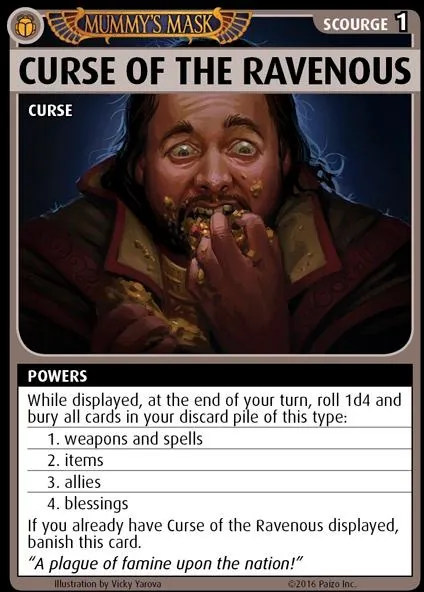 MUMMY'S MASK
SCOURGE 1
CURSE OF THE RAVENOUS
CURSE
POWERS
While displayed, at the end of your turn, roll 1d4 and
bury all cards in your discard pile of this type:
1. weapons and spells
2. items
3. allies
4. blessings
If you already have Curse of the Ravenous displayed,
banish this card.
“A plague of famine upon the nation!”
Illustration by Vicky Yarova ©2016 Paizo Inc.